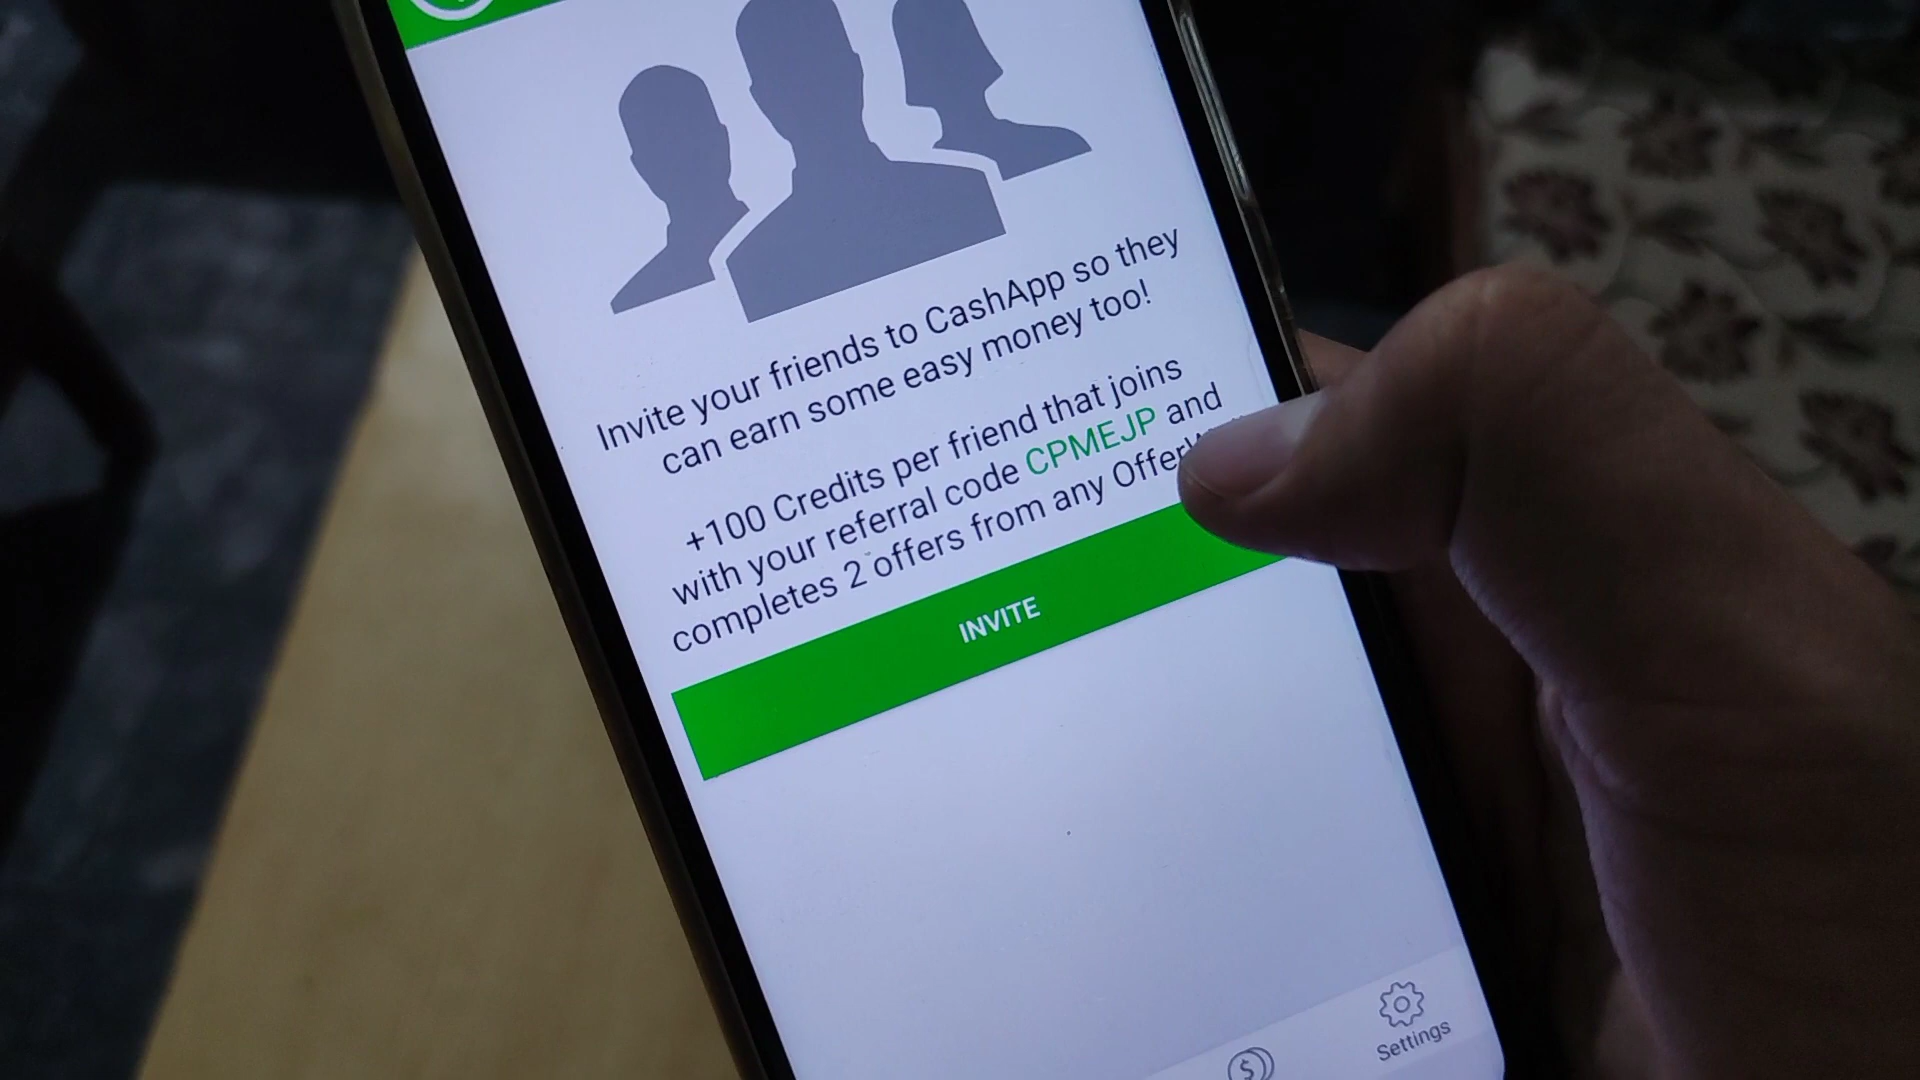 Invite your friends to CashApp so they
can earn some easy money too!
+100 Credits per friend that joins
with your referral code CPMEJP and
completes 2 offers from any
INVITE
Settings